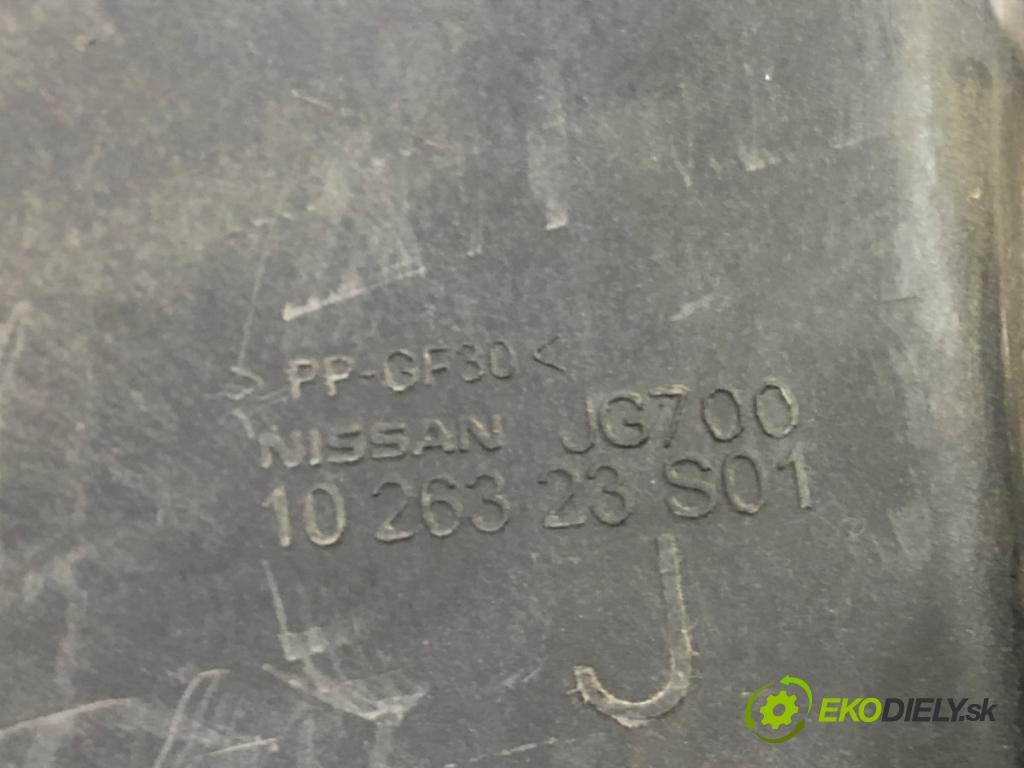 >PP-GF30<
NISSAN JG700
10 263 23 S01
J
EKODIELY.sk